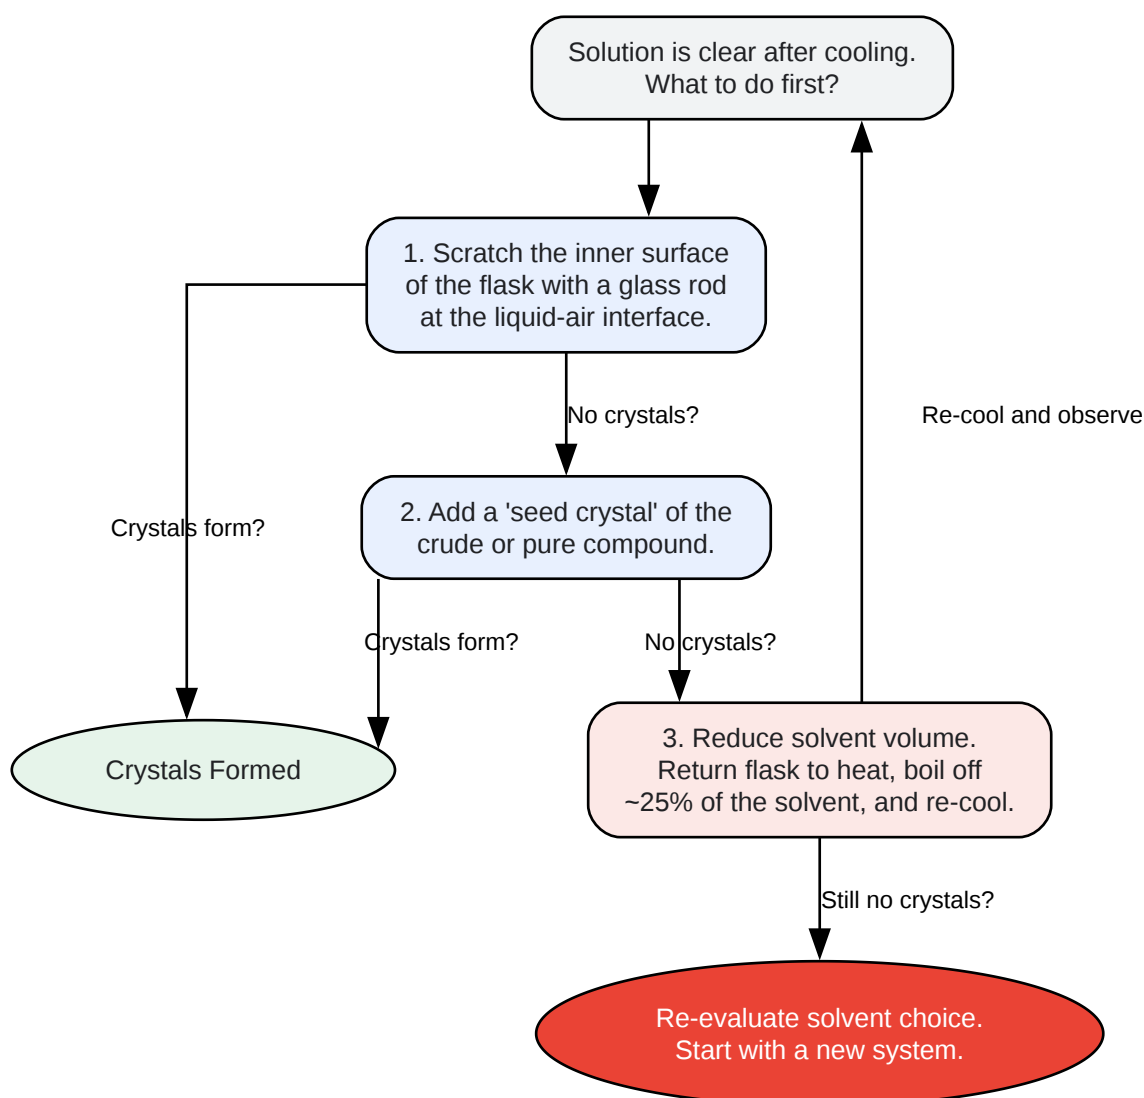 Solution is clear after cooling.
What to do first?
1. Scratch the inner surface
of the flask with a glass rod
at the liquid-air interface.
No crystals?
Re-cool and observe
Crystals form?
2. Add a 'seed crystal' of the
crude or pure compound.
Crystals form?
No crystals?
Crystals Formed
3. Reduce solvent volume.
Return flask to heat, boil off
~25% of the solvent, and re-cool.
Still no crystals?
Re-evaluate solvent choice.
Start with a new system.